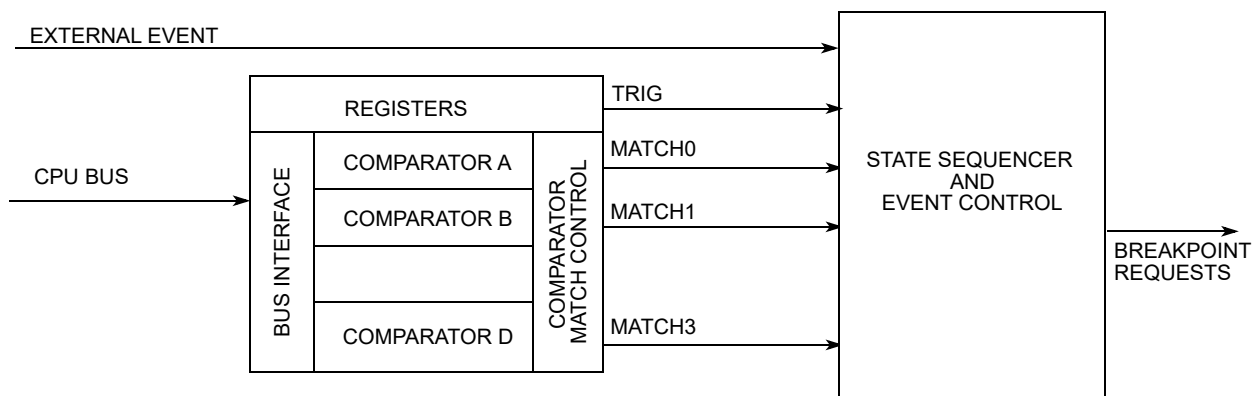 EXTERNAL EVENT
REGISTERS
TRIG
CPU BUS
BUS INTERFACE
COMPARATOR A
COMPARATOR B
COMPARATOR D
COMPARATOR
MATCH CONTROL
MATCH0
MATCH1
MATCH3
STATE SEQUENCER
AND
EVENT CONTROL
BREAKPOINT
REQUESTS